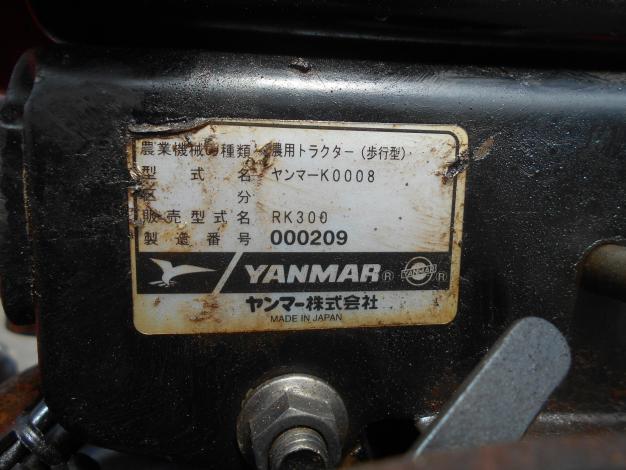 農業機械の種類 農用トラクター(歩行型)
型式名 ヤンマーK0008
区分
販売型式名 RK300
製造番号 000209
YANMAR ® YANMAR ®
ヤンマー株式会社
MADE IN JAPAN